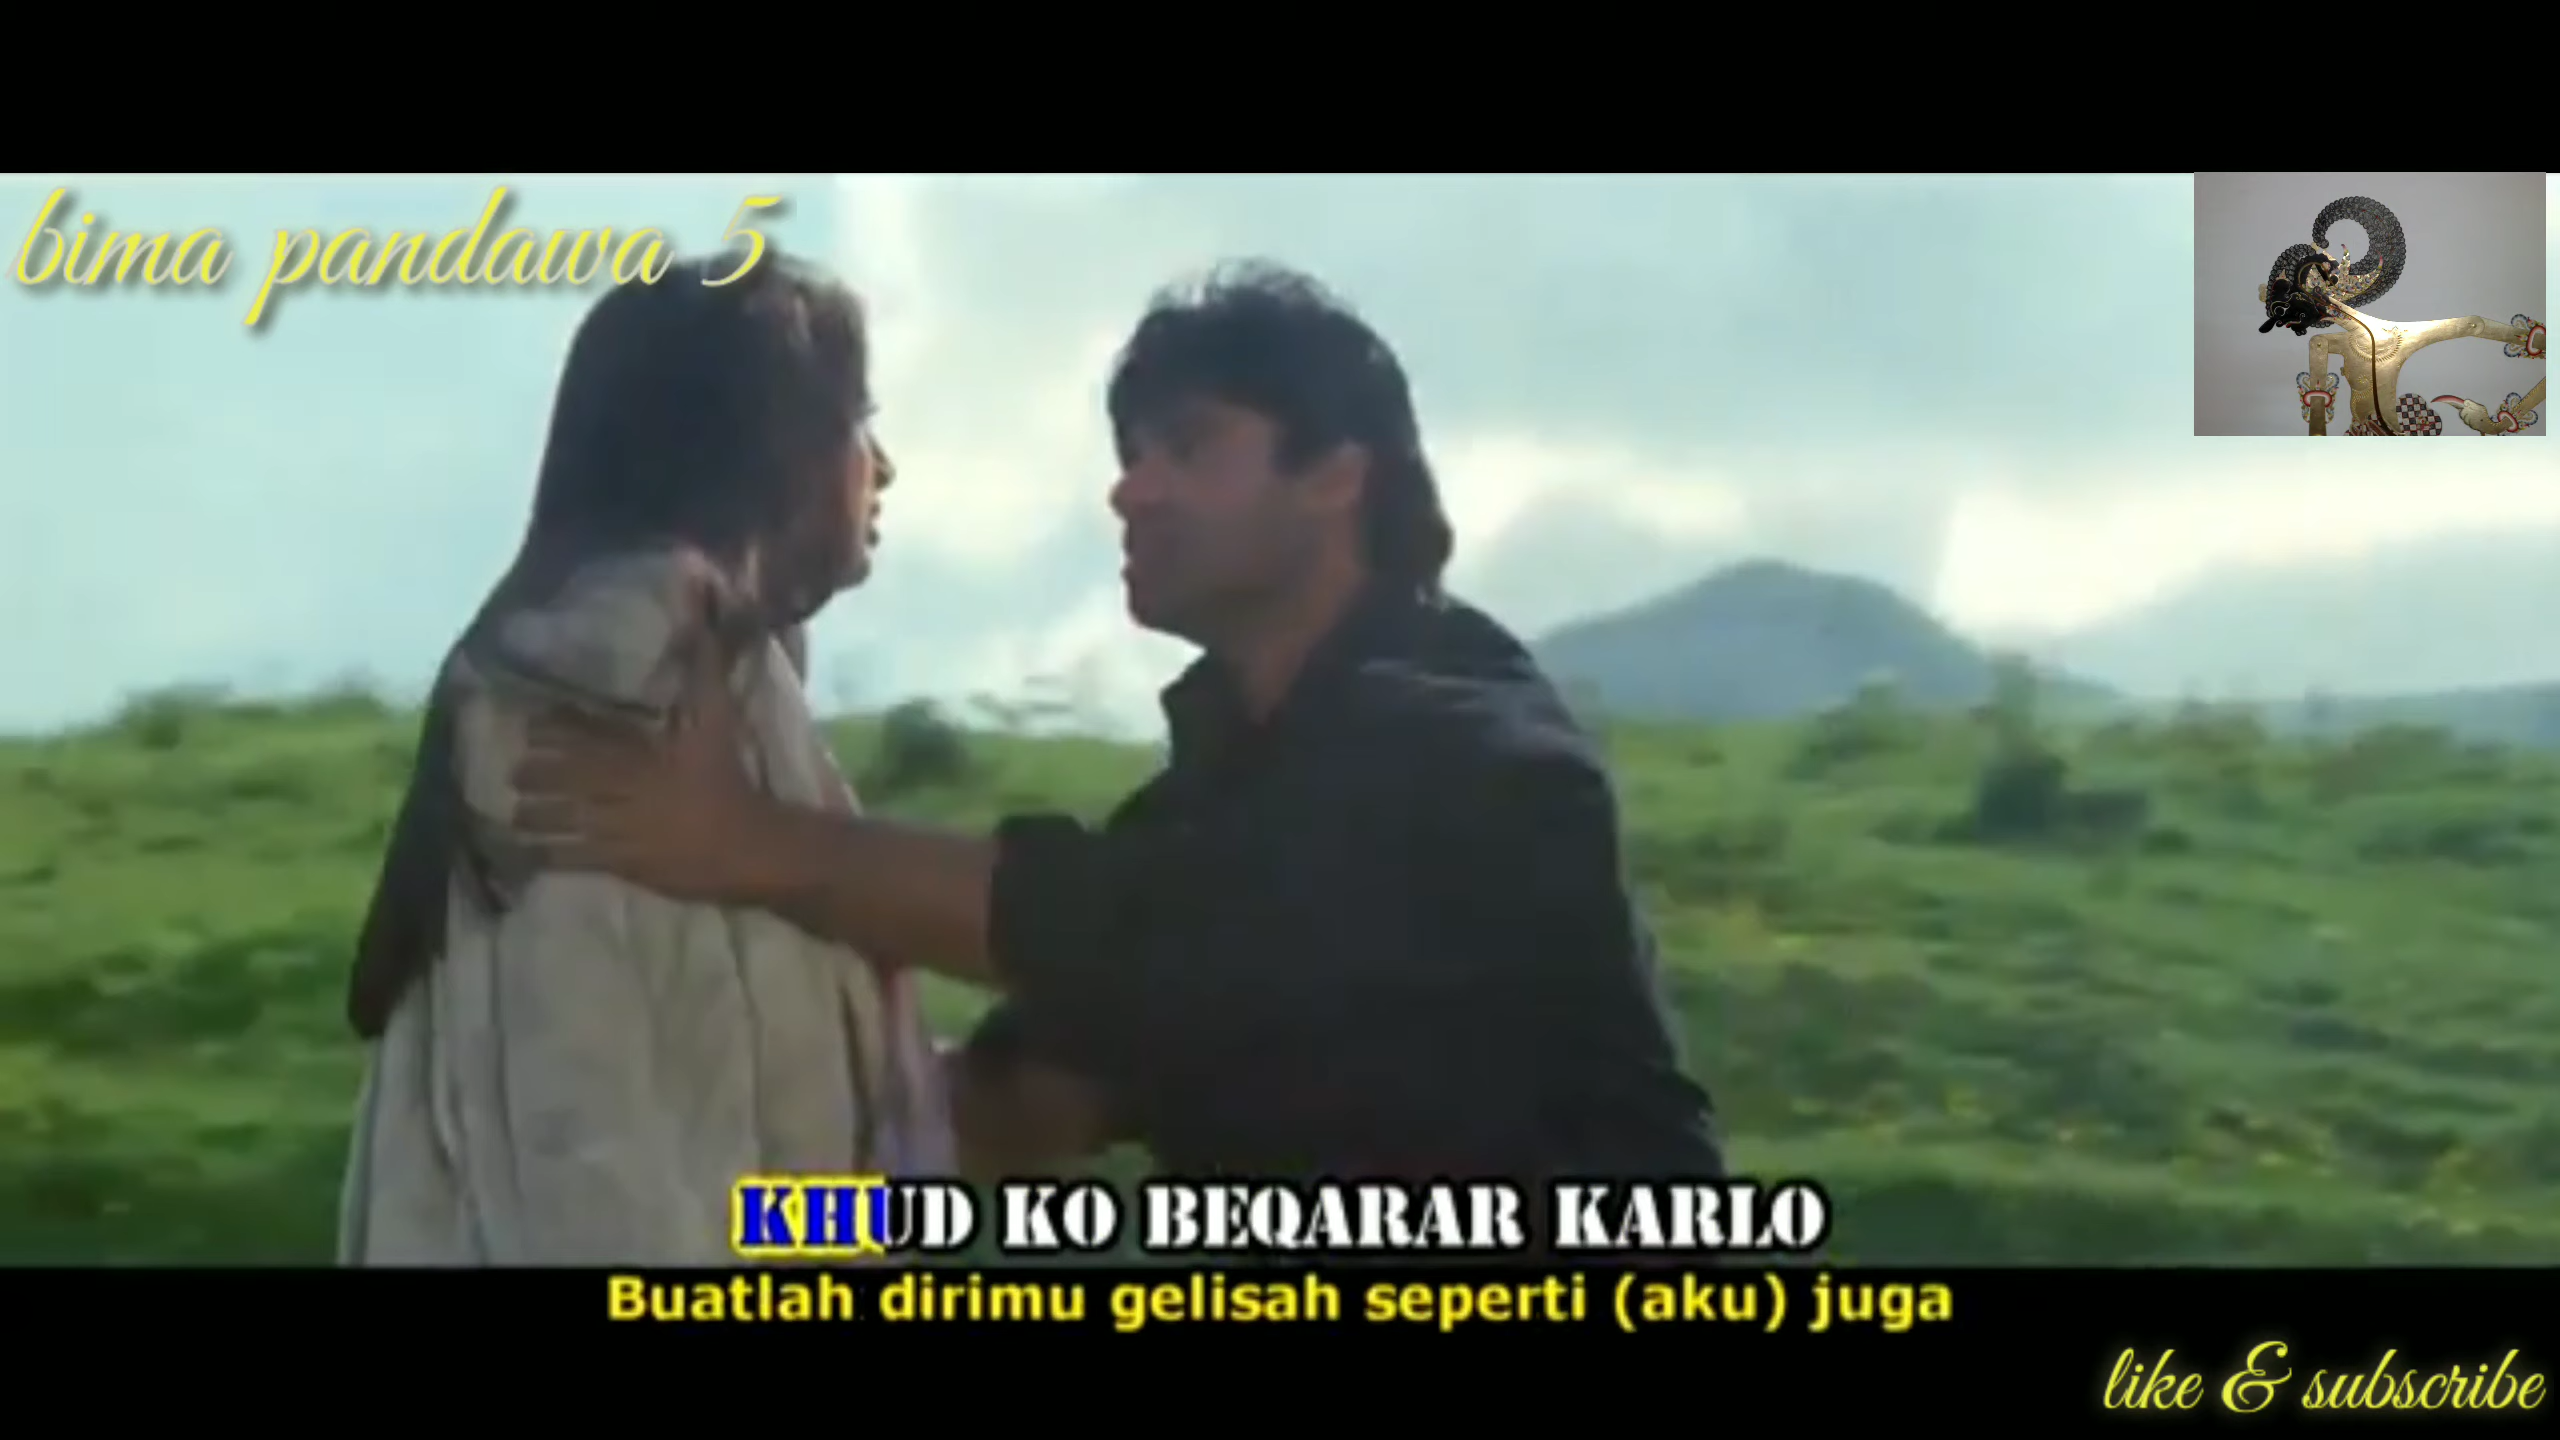 bima pandawa 5
KHUD KO BEQARAR KARLO
Buatlah dirimu gelisah seperti (aku) juga
like & subscribe